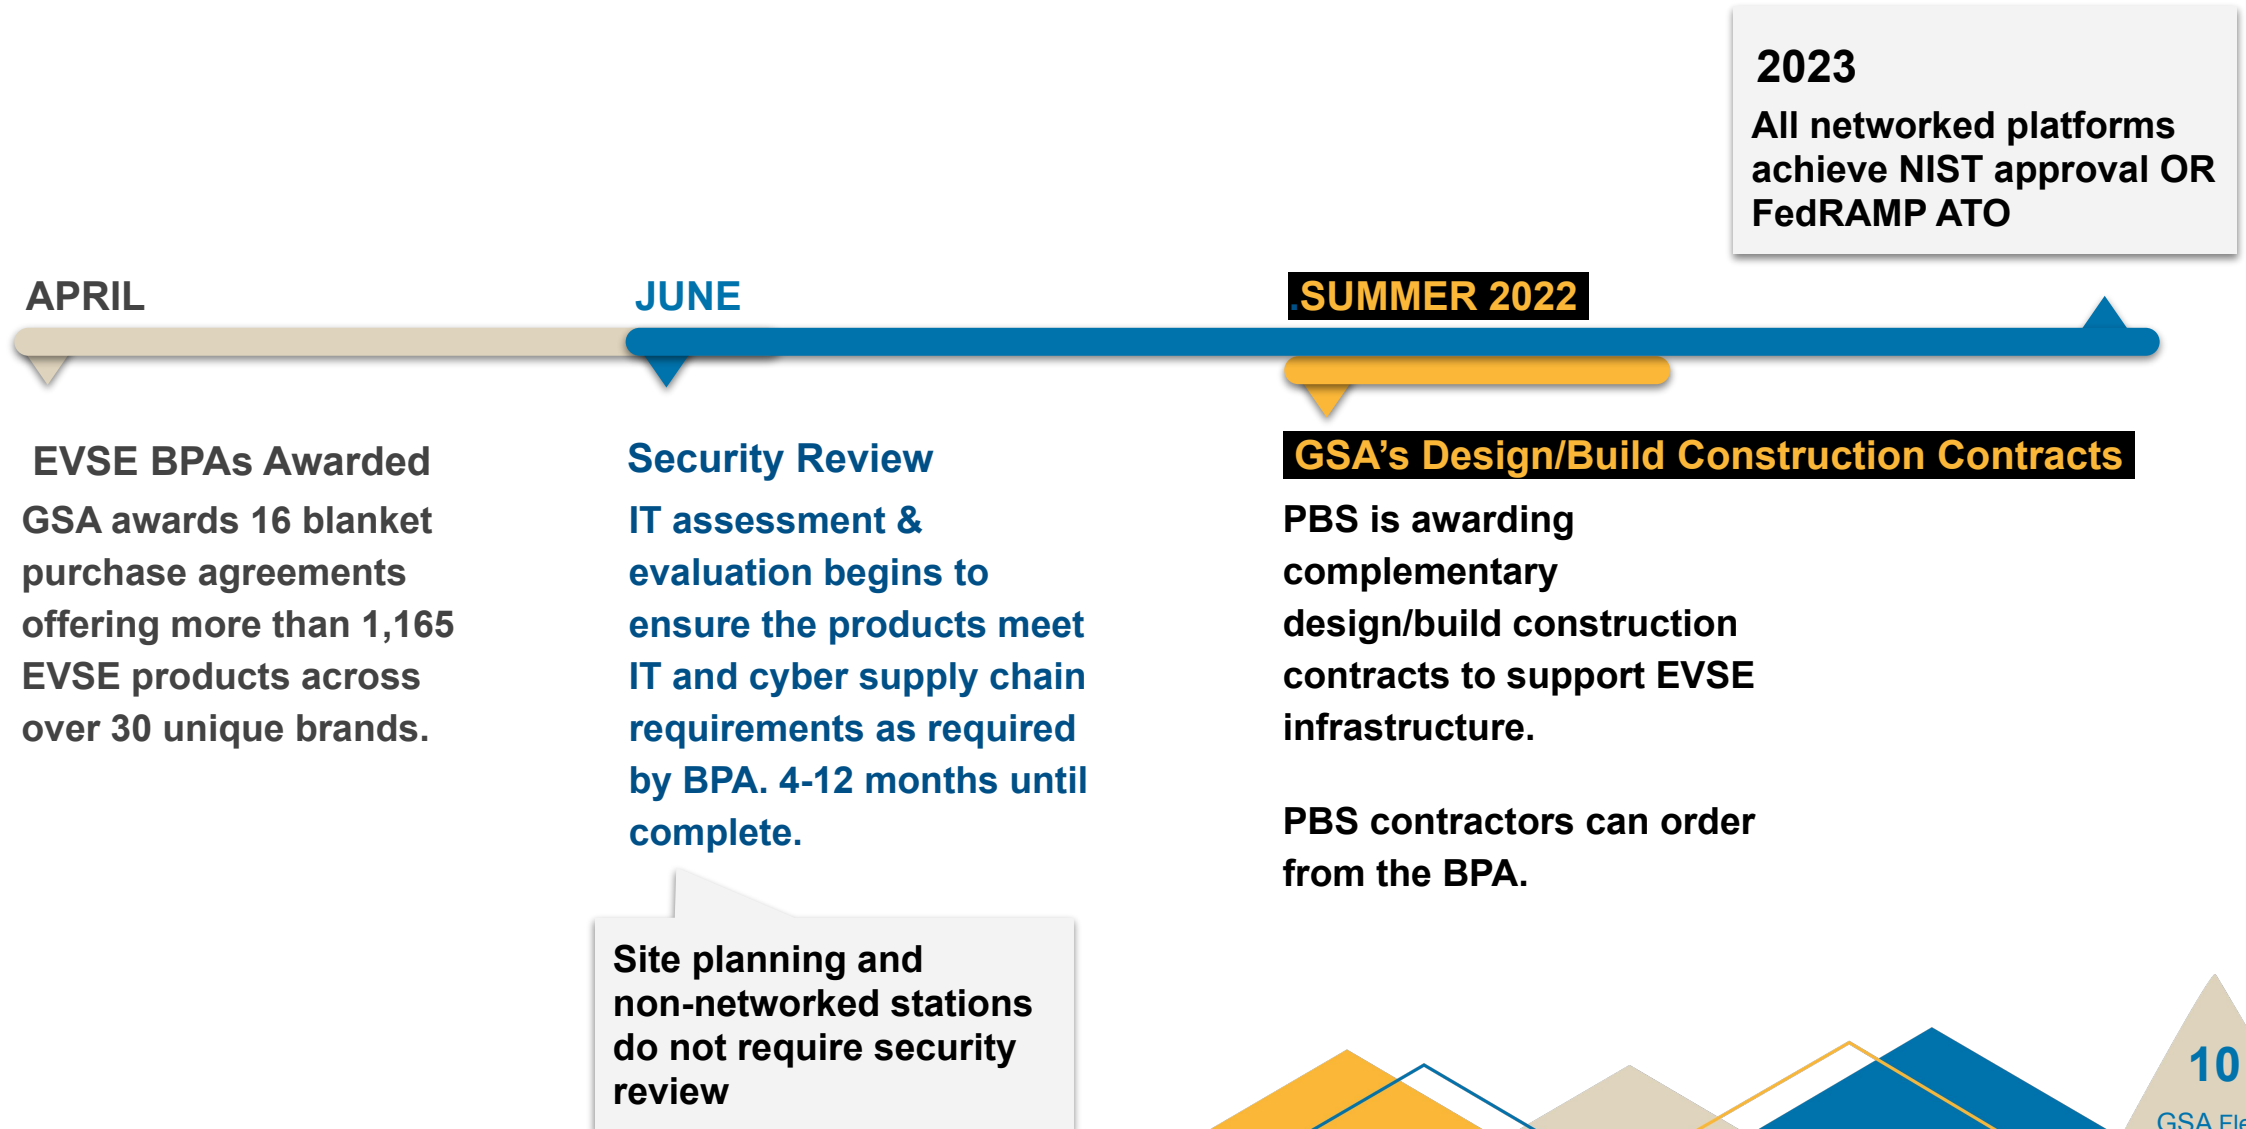 2023
All networked platforms
achieve NIST approval OR
FedRAMP ATO
APRIL
JUNE
.SUMMER 2022
EVSE BPAs Awarded
GSA awards 16 blanket
purchase agreements
offering more than 1,165
EVSE products across
over 30 unique brands.
Security Review
IT assessment &
evaluation begins to
ensure the products meet
IT and cyber supply chain
requirements as required
by BPA. 4-12 months until
complete.
Site planning and
non-networked stations
do not require security
review
GSA’s Design/Build Construction Contracts
PBS is awarding
complementary
design/build construction
contracts to support EVSE
infrastructure.
PBS contractors can order
from the BPA.
10
GSA